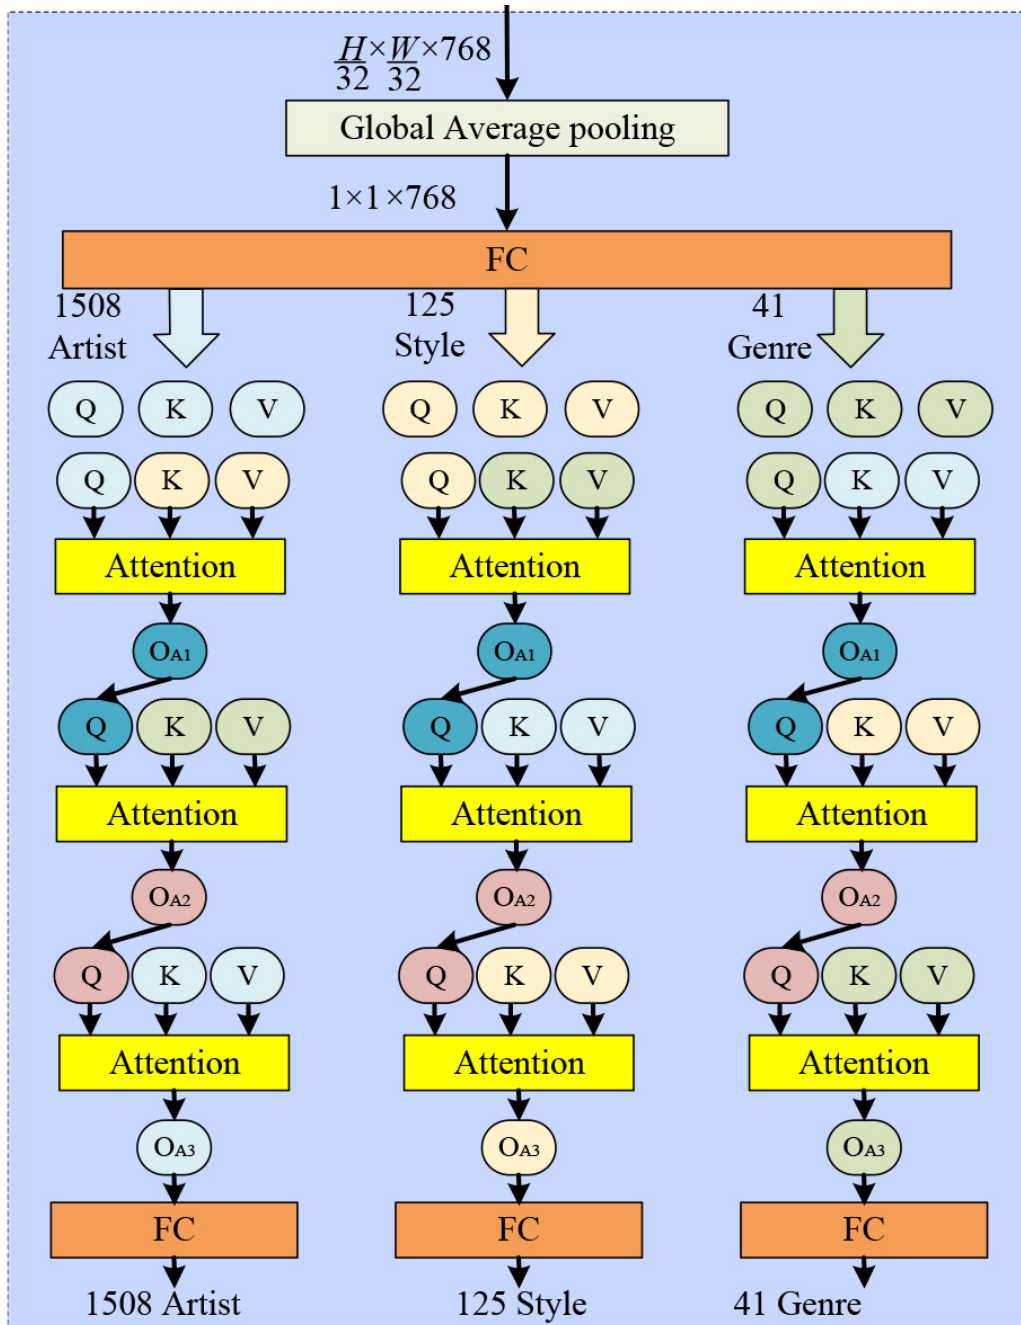 H/32 × W/32 ×768
Global Average pooling
1×1×768
FC
1508 125 41
Artist Style Genre
Q K V Q K V Q K V
Q K V Q K V Q K V
Attention Attention Attention
OA1 OA1 OA1
Q K V Q K V Q K V
Attention Attention Attention
OA2 OA2 OA2
Q K V Q K V Q K V
Attention Attention Attention
OA3 OA3 OA3
FC FC FC
1508 Artist 125 Style 41 Genre